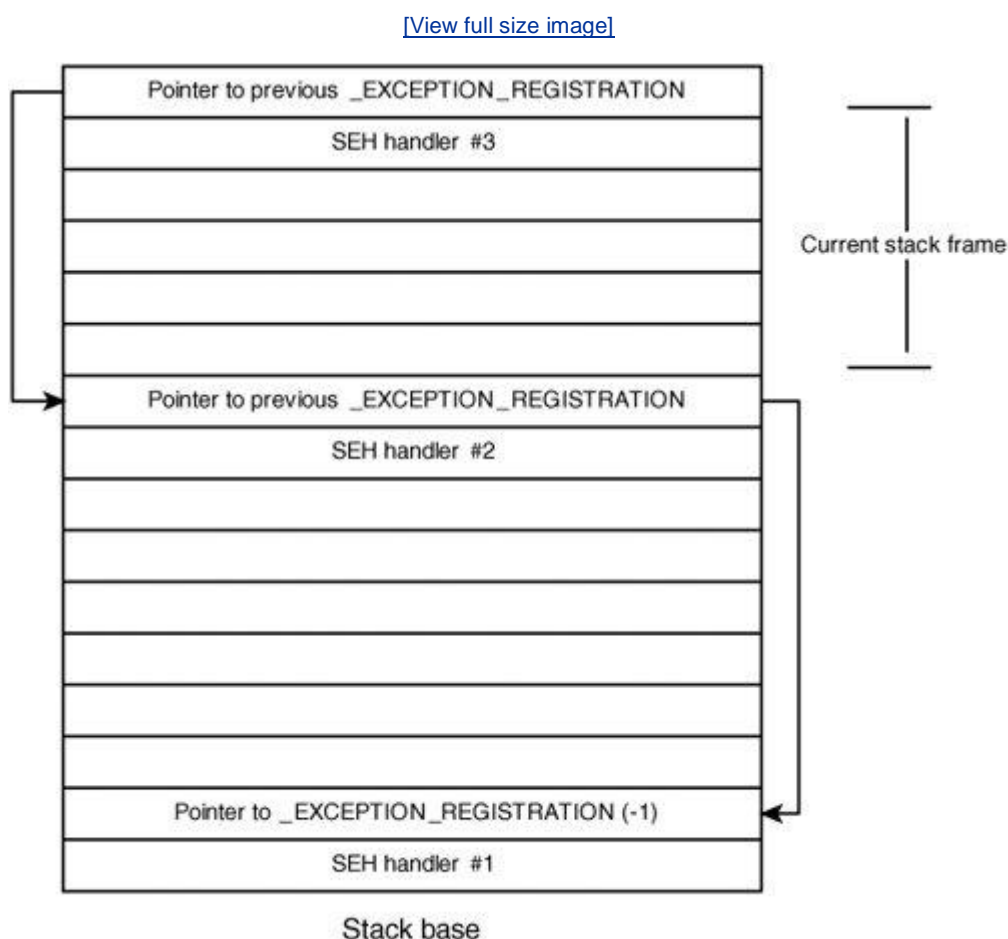 [View full size image]
Pointer to previous _EXCEPTION_REGISTRATION
SEH handler #3
Current stack frame
Pointer to previous _EXCEPTION_REGISTRATION
SEH handler #2
Pointer to _EXCEPTION_REGISTRATION (-1)
SEH handler #1
Stack base